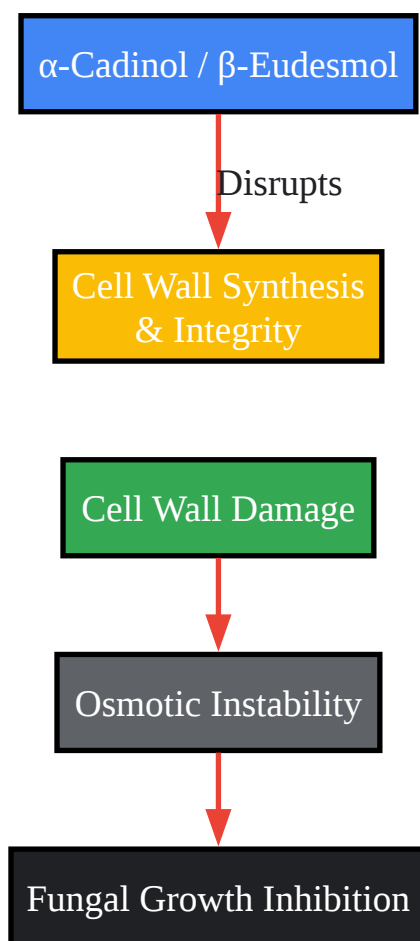 α-Cadinol / β-Eudesmol
Disrupts
Cell Wall Synthesis
& Integrity
Cell Wall Damage
Osmotic Instability
Fungal Growth Inhibition